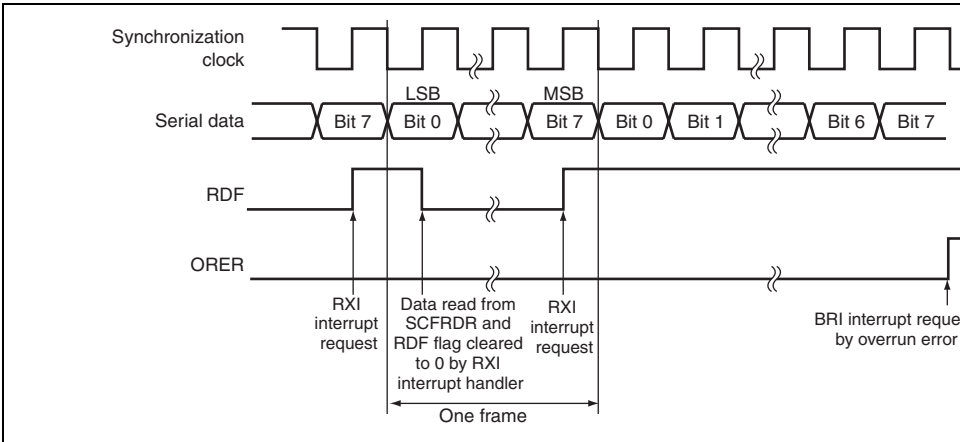 Synchronization
clock
LSB
MSB
Serial data
Bit 7
Bit 0
Bit 7
Bit 0
Bit 1
Bit 6
Bit 7
RDF
ORER
RXI
interrupt
request
Data read from
SCFRDR and
RDF flag cleared
to 0 by RXI
interrupt handler
RXI
interrupt
request
BRI interrupt reque
by overrun error
One frame